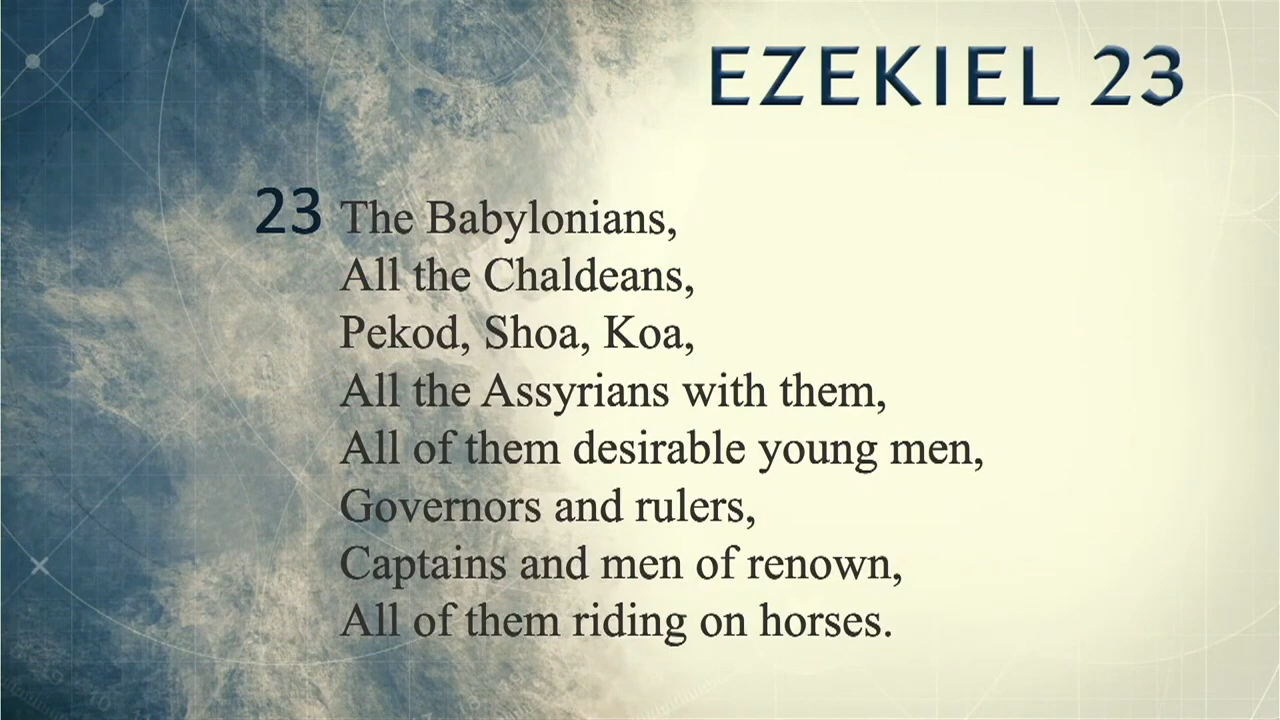 EZEKIEL 23
23 The Babylonians,
All the Chaldeans,
Pekod, Shoa, Koa,
All the Assyrians with them,
All of them desirable young men,
Governors and rulers,
Captains and men of renown,
All of them riding on horses.